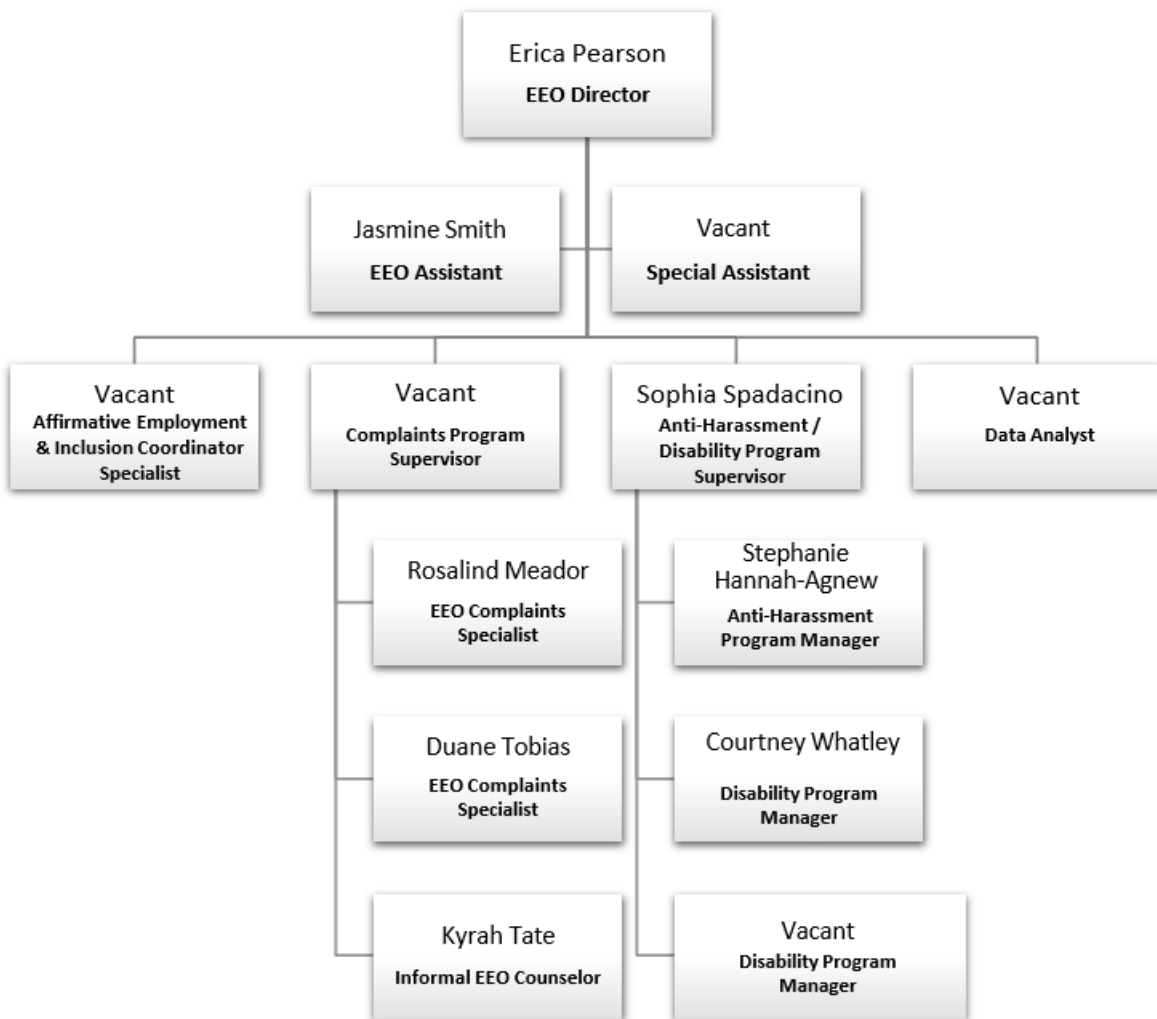 Erica Pearson
EEO Director
Jasmine Smith
EEO Assistant
Vacant
Special Assistant
Vacant
Affirmative Employment
& Inclusion Coordinator
Specialist
Vacant
Complaints Program
Supervisor
Sophia Spadacino
Anti-Harassment /
Disability Program
Supervisor
Vacant
Data Analyst
Rosalind Meador
EEO Complaints
Specialist
Stephanie
Hannah-Agnew
Anti-Harassment
Program Manager
Duane Tobias
EEO Complaints
Specialist
Courtney Whatley
Disability Program
Manager
Kyrah Tate
Informal EEO Counselor
Vacant
Disability Program
Manager